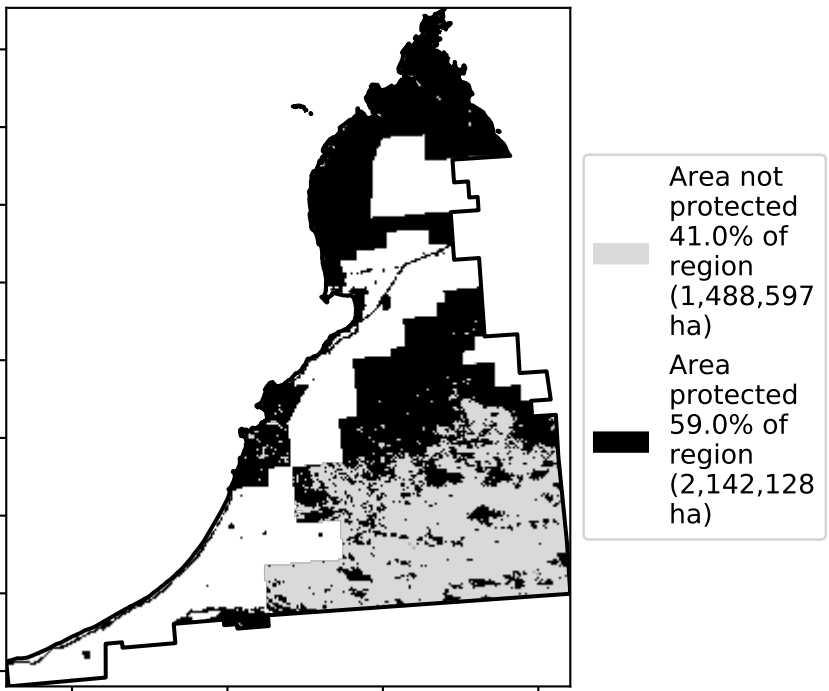 Area not
protected
41.0% of
region
(1,488,597
ha)
Area
protected
59.0% of
region
(2,142,128
ha)